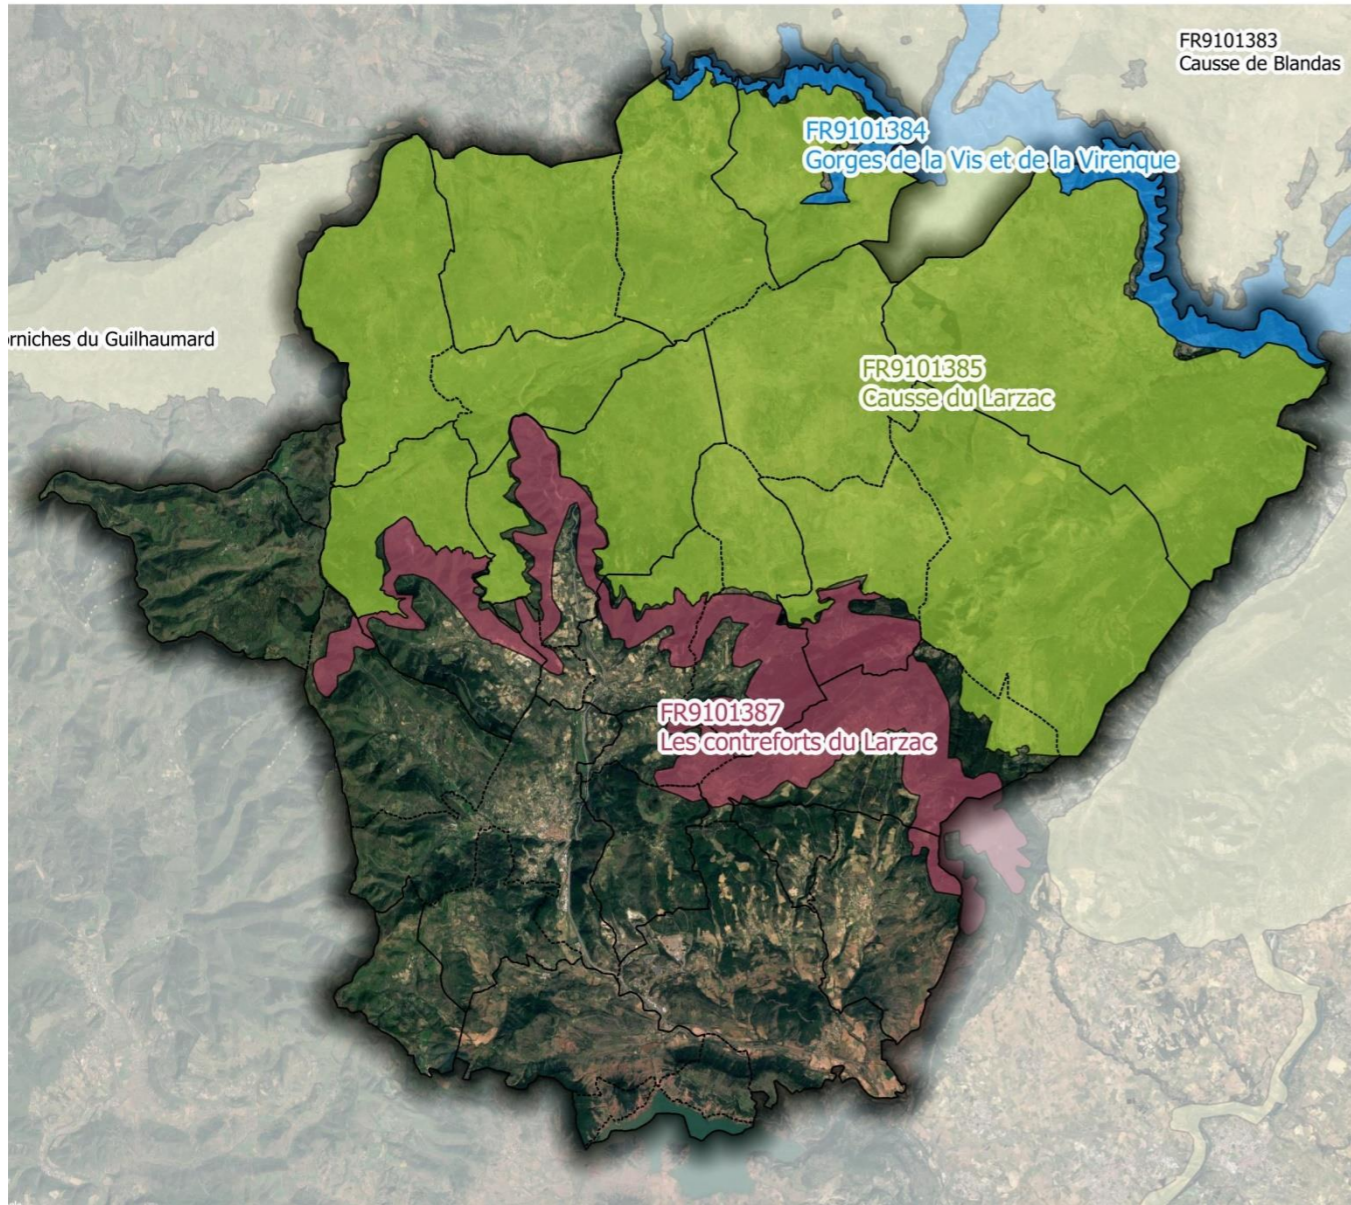 FR9101383
Causse de Blandas
FR9101384
Gorges de la Vis et de la Virenque
orniches du Guilhaumard
FR9101385
Causse du Larzac
FR9101387
Les contreforts du Larzac